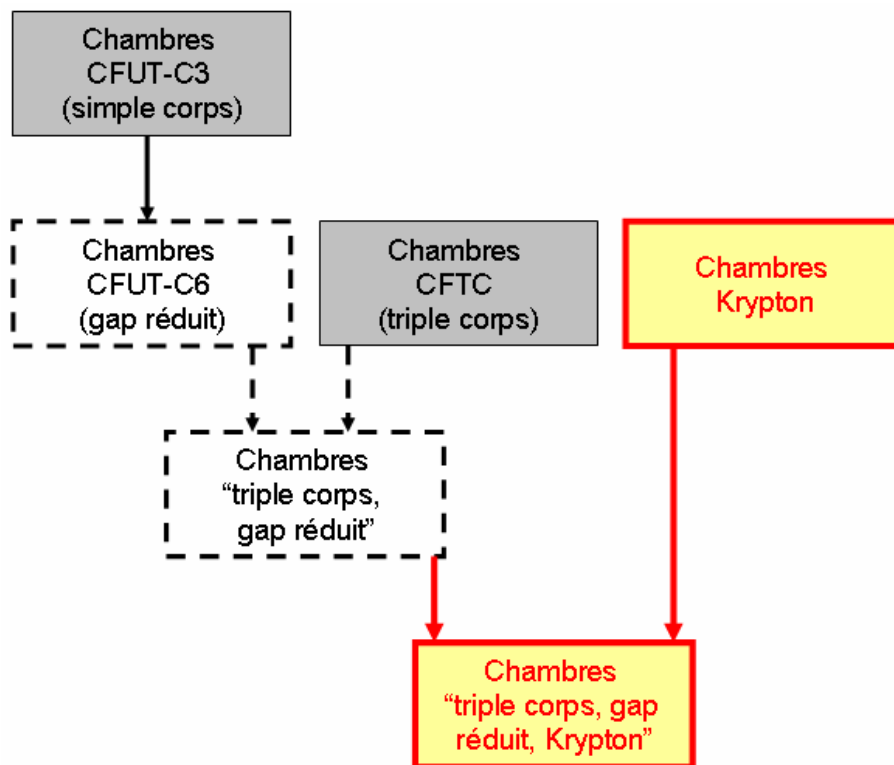 Chambres
CFUT-C3
(simple corps)
Chambres
CFUT-C6
(gap réduit)
Chambres
CFTC
(triple corps)
Chambres
Krypton
Chambres
“triple corps,
gap réduit”
Chambres
“triple corps, gap
réduit, Krypton”